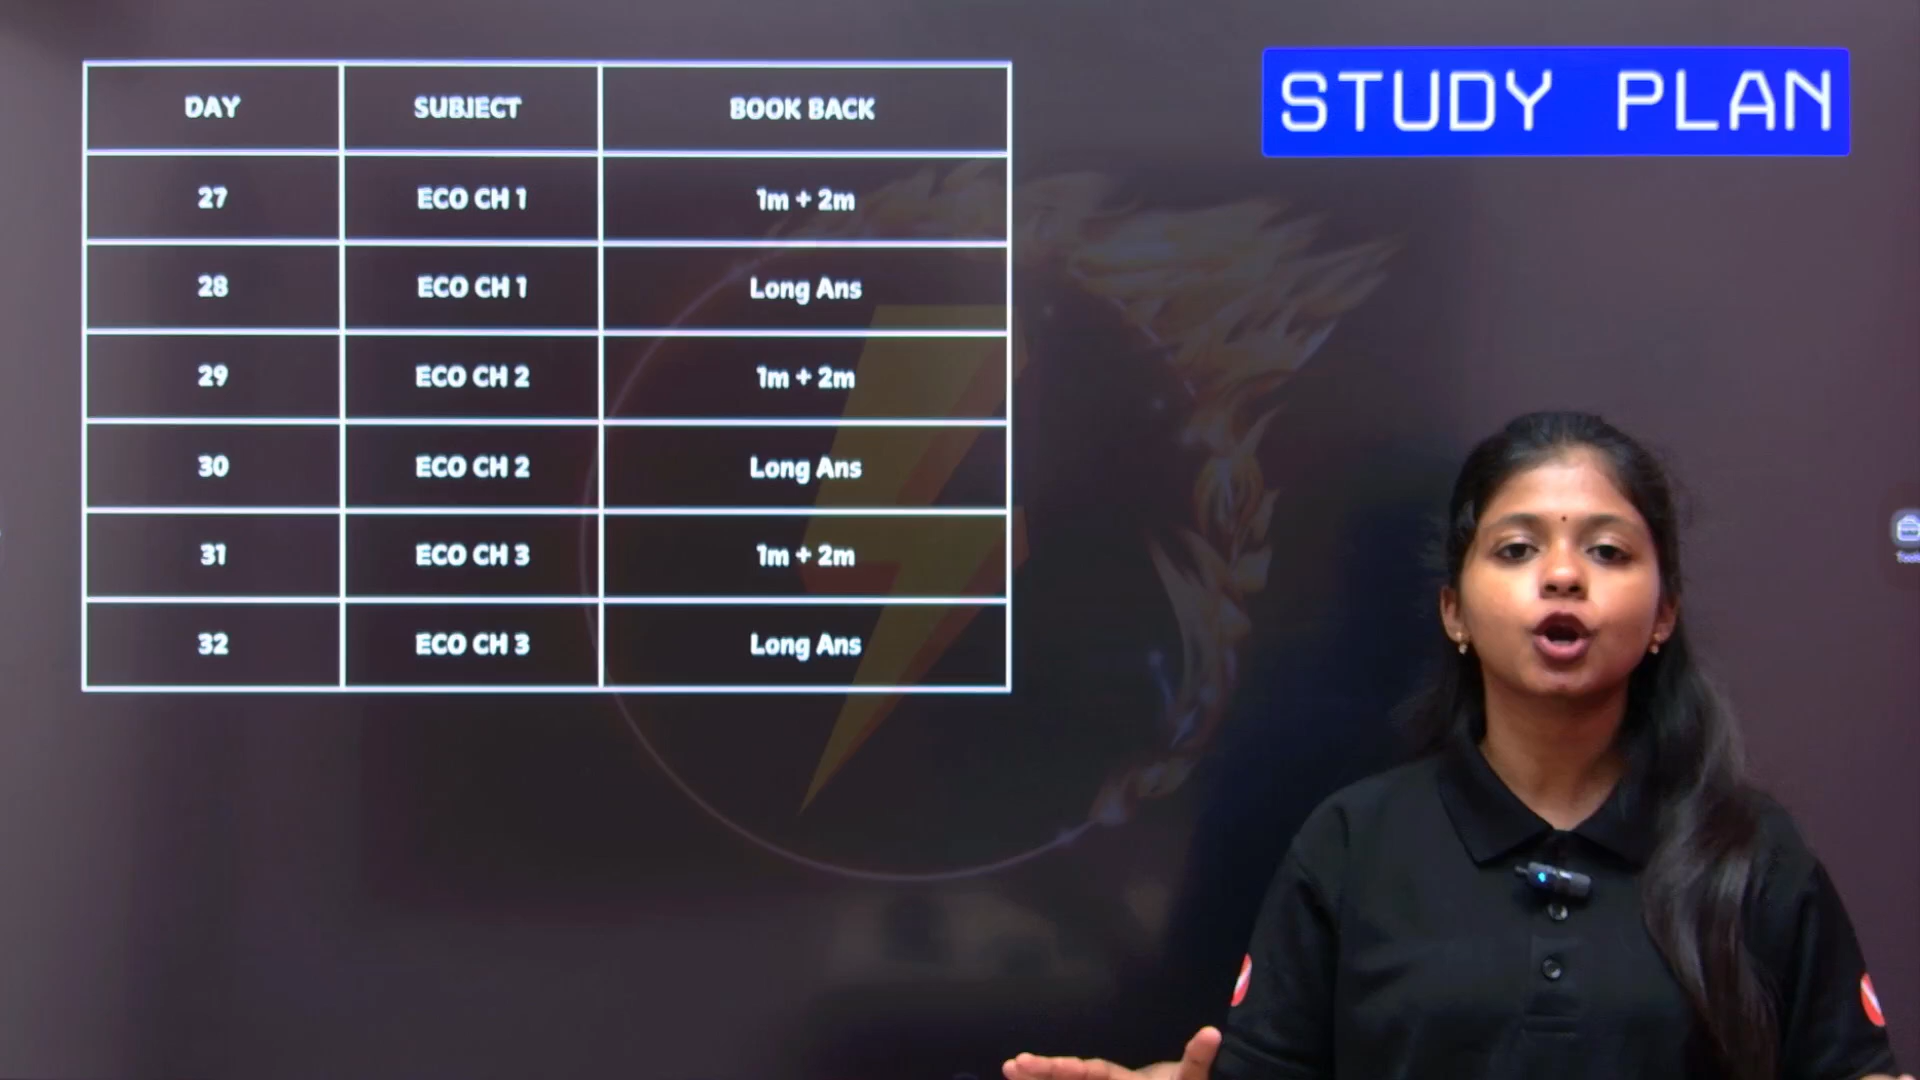 STUDY PLAN
DAY SUBJECT BOOK BACK
27 ECO CH 1 1m + 2m
28 ECO CH 1 Long Ans
29 ECO CH 2 1m + 2m
30 ECO CH 2 Long Ans
31 ECO CH 3 1m + 2m
32 ECO CH 3 Long Ans